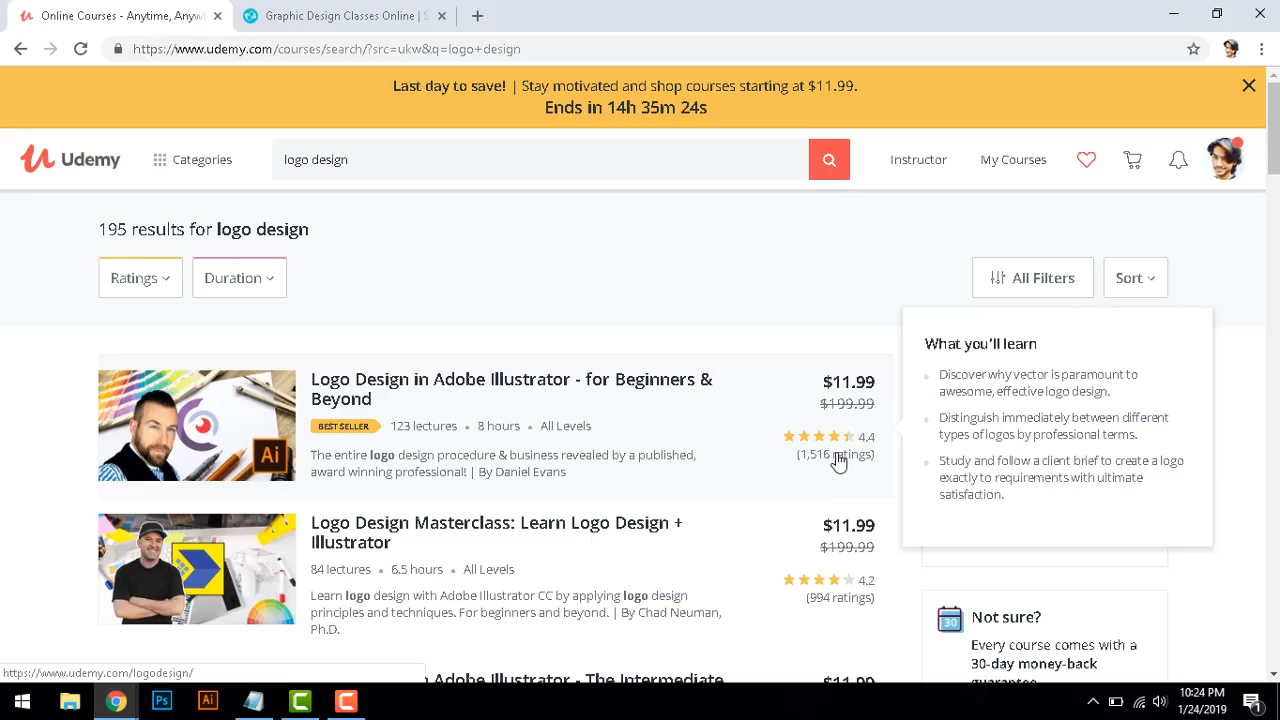 Online Courses - Anytime, Anyw
Graphic Design Classes Online | S
https://www.udemy.com/courses/search/?src=ukw&q=logo+design
Last day to save! | Stay motivated and shop courses starting at $11.99.
Ends in 14h 35m 24s
Udemy
Categories
logo design
Instructor
My Courses
195 results for logo design
Ratings
Duration
All Filters
Sort
Logo Design in Adobe Illustrator - for Beginners &
Beyond
BEST SELLER 123 lectures • 8 hours • All Levels
The entire logo design procedure & business revealed by a published,
award winning professional! | By Daniel Evans
$11.99
$199.99
4.4
(1,516 ratings)
Ai
What you'll learn
Discover why vector is paramount to
awesome, effective logo design.
Distinguish immediately between different
types of logos by professional terms.
Study and follow a client brief to create a logo
exactly to requirements with ultimate
satisfaction.
Logo Design Masterclass: Learn Logo Design +
Illustrator
84 lectures • 6.5 hours • All Levels
Learn logo design with Adobe Illustrator CC by applying logo design
principles and techniques. For beginners and beyond. | By Chad Neuman,
Ph.D.
$11.99
$199.99
4.2
(994 ratings)
30
Not sure?
Every course comes with a
30-day money-back
guarantee
https://www.udemy.com/logodesign/
n Adobe Illustrator - The Intermediate
$11.99
Ps
Ai
10:24 PM
1/24/2019
1